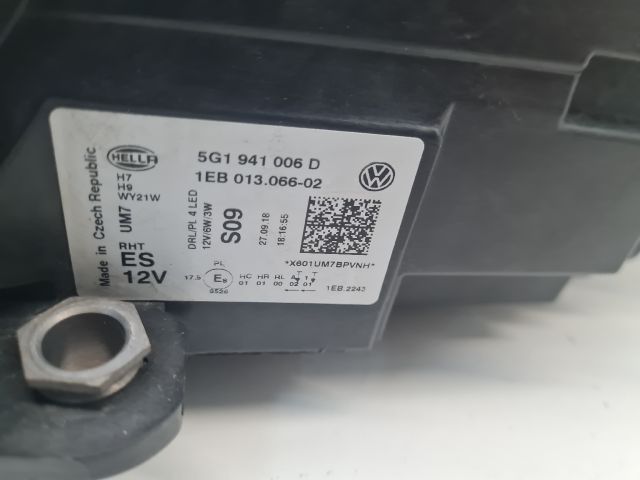 Made in Czech Republic
HELLA
H7
H9
WY21W
UM7
RHT
ES
12V
5G1 941 006 D
1EB 013.066-02
DRL/PL 4 LED
12V/6W/3W
S09
27.09.18
18:16:55
*X601UM7BPVNH*
PL
17.5 E8
HC HR RL A T T
01 01 00 02 01
1EB.2243